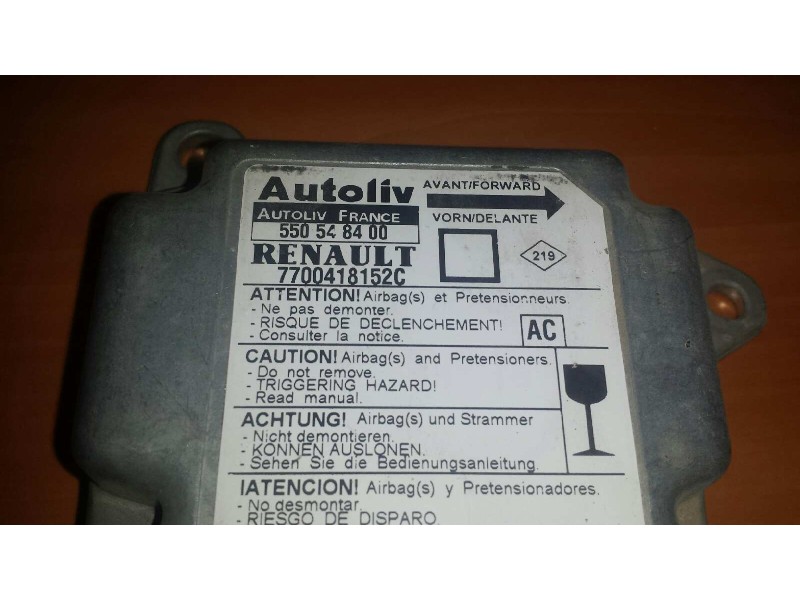 Autoliv
AVANT/FORWARD
AUTOLIV FRANCE
VORN/DELANTE
550 54 84 00
RENAULT
219
7700418152C
ATTENTION! Airbag(s) et Pretensionneurs.
- Ne pas demonter.
- RISQUE DE DECLENCHEMENT!
- Consulter la notice.
AC
CAUTION! Airbag(s) and Pretensioners.
- Do not remove.
- TRIGGERING HAZARD!
- Read manual.
ACHTUNG! Airbag(s) und Strammer
- Nicht demontieren.
- KONNEN AUSLONEN.
- Sehen Sie die Bedienungsanleitung.
IATENCION! Airbag(s) y Pretensionadores.
- No desmontar.
- RIESGO DE DISPARO.